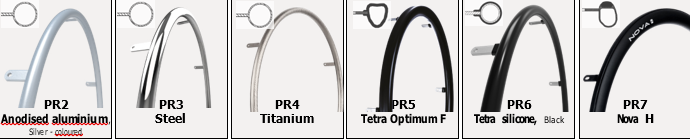 PR2
Anodised aluminium.
Silver - coloured.
PR3
Steel
PR4
Titanium
PR5
Tetra Optimum F
PR6
Tetra silicone, Black
NOVA
PR7
Nova H